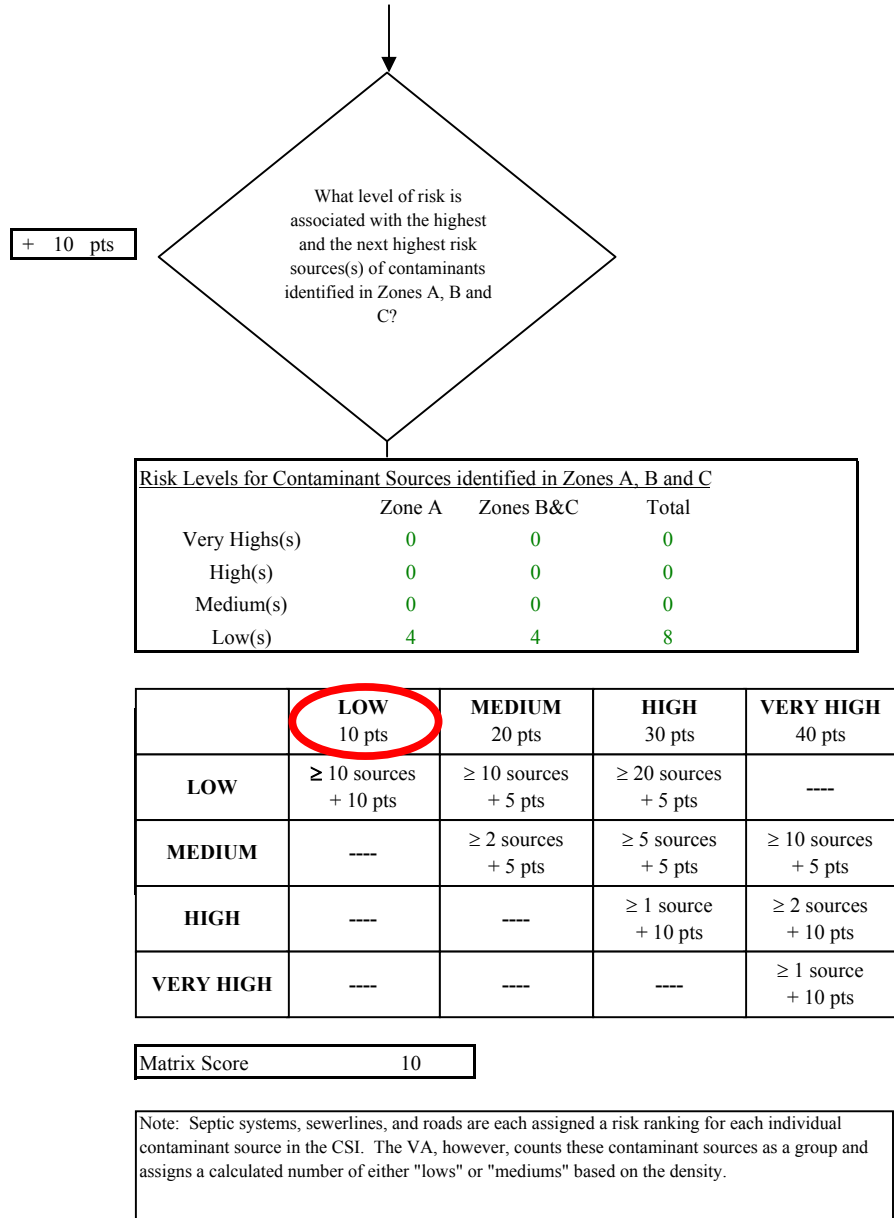 What level of risk is
associated with the highest
and the next highest risk
sources(s) of contaminants
identified in Zones A, B and
C?
+ 10 pts
Risk Levels for Contaminant Sources identified in Zones A, B and C
Zone A Zones B&C Total
Very Highs(s) 0 0 0
High(s) 0 0 0
Medium(s) 0 0 0
Low(s) 4 4 8
LOW MEDIUM HIGH VERY HIGH
10 pts 20 pts 30 pts 40 pts
LOW ≥ 10 sources ≥ 10 sources ≥ 20 sources ----
+ 10 pts + 5 pts + 5 pts
MEDIUM ---- ≥ 2 sources ≥ 5 sources ≥ 10 sources
+ 5 pts + 5 pts + 5 pts
HIGH ---- ---- ≥ 1 source ≥ 2 sources
+ 10 pts + 10 pts
VERY HIGH ---- ---- ---- ≥ 1 source
+ 10 pts
Matrix Score 10
Note: Septic systems, sewerlines, and roads are each assigned a risk ranking for each individual
contaminant source in the CSI. The VA, however, counts these contaminant sources as a group and
assigns a calculated number of either "lows" or "mediums" based on the density.